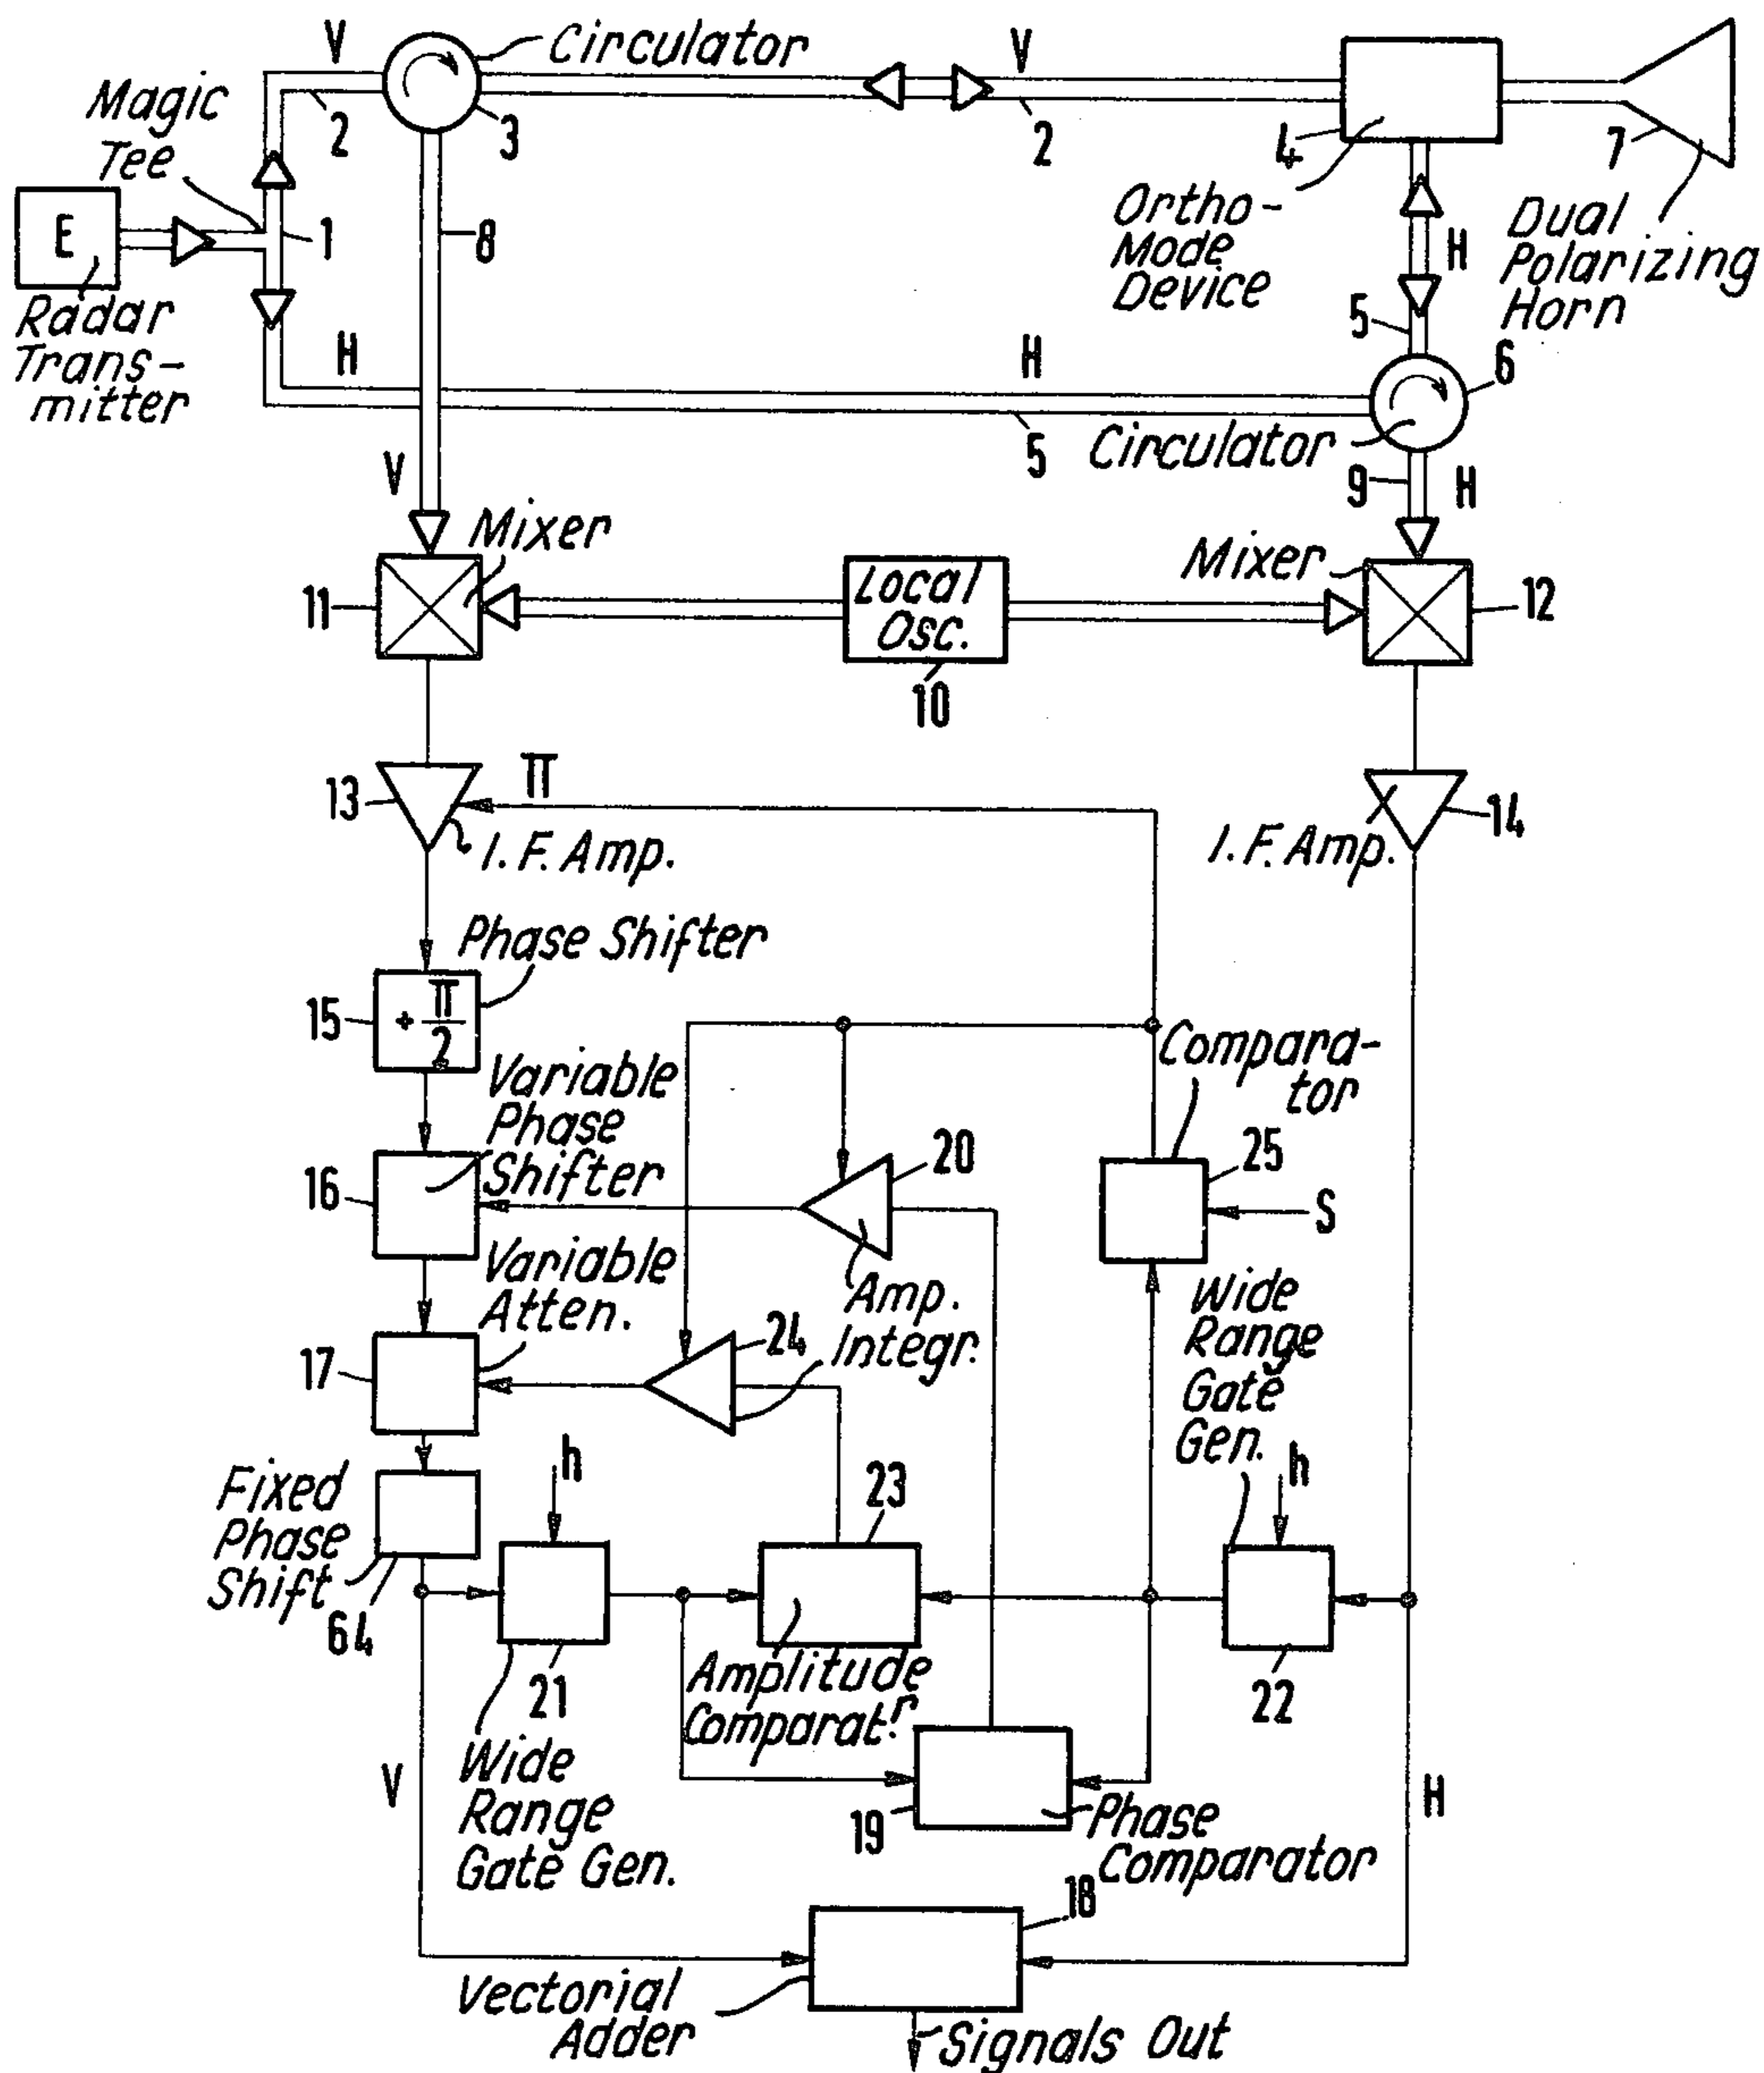 V
Circulator
V
Magic
Tee
2
3
2
4
7
E
1
8
Ortho-
Mode
Device
H
Dual
Polarizing
Horn
Radar
Trans-
mitter
H
H
5
6
5
Circulator
V
9
H
Mixer
Mixer
11
Local
Osc.
12
10
π
13
I.F. Amp.
I.F. Amp.
14
Phase Shifter
15
+ π
2
Compara-
tor
Variable
Phase
Shifter
16
20
25
S
Variable
Atten.
Amp.
Integr.
Wide
Range
Gate
Gen.
17
24
h
h
Fixed
Phase
Shift
64
23
21
Amplitude
Comparatr.
22
Wide
Range
Gate Gen.
V
19
Phase
Comparator
H
18
Vectorial
Adder
Signals Out